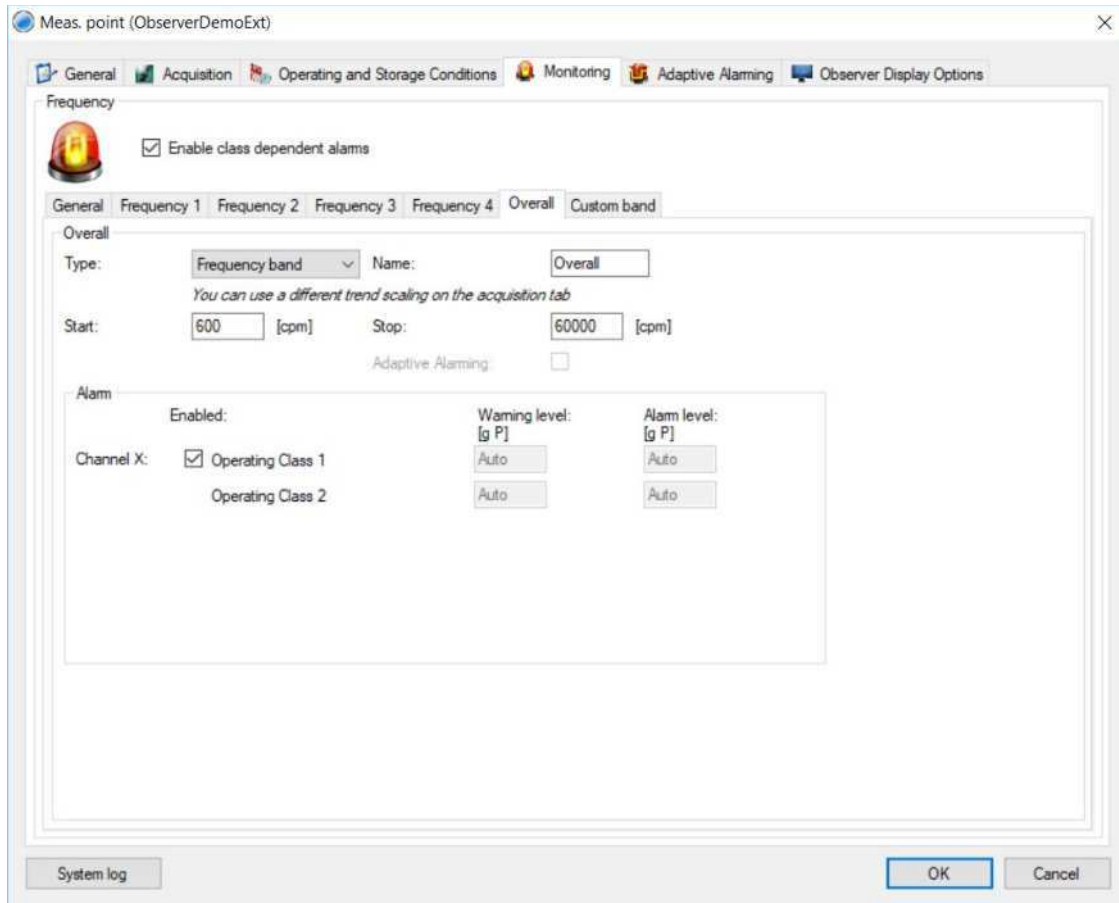 Meas. point (ObserverDemoExt)
General Acquisition Operating and Storage Conditions Monitoring Adaptive Alarming Observer Display Options
Frequency
Enable class dependent alarms
General Frequency 1 Frequency 2 Frequency 3 Frequency 4 Overall Custom band
Overall
Type: Frequency band Name: Overall
You can use a different trend scaling on the acquisition tab
Start: 600 [cpm] Stop: 60000 [cpm]
Adaptive Alarming:
Alarm
Enabled: Warning level: Alarm level:
[g P] [g P]
Channel X: Operating Class 1 Auto Auto
Operating Class 2 Auto Auto
System log OK Cancel